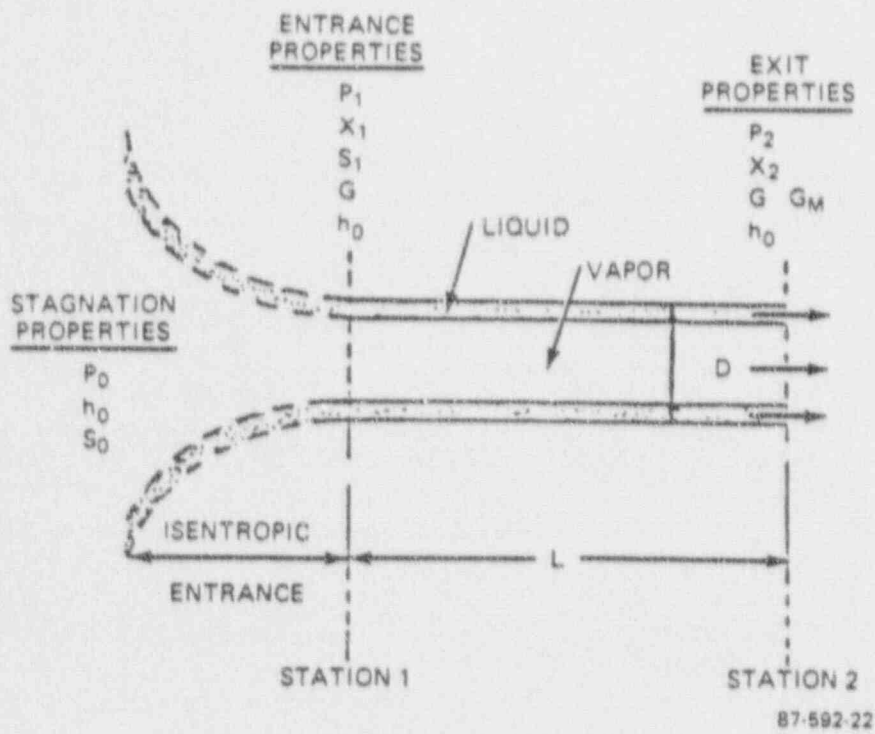 ENTRANCE
PROPERTIES
P1
X1
S1
G
h0
EXIT
PROPERTIES
P2
X2
G GM
h0
LIQUID
VAPOR
STAGNATION
PROPERTIES
P0
h0
S0
D
ISENTROPIC
ENTRANCE
L
STATION 1
STATION 2
87-592-22